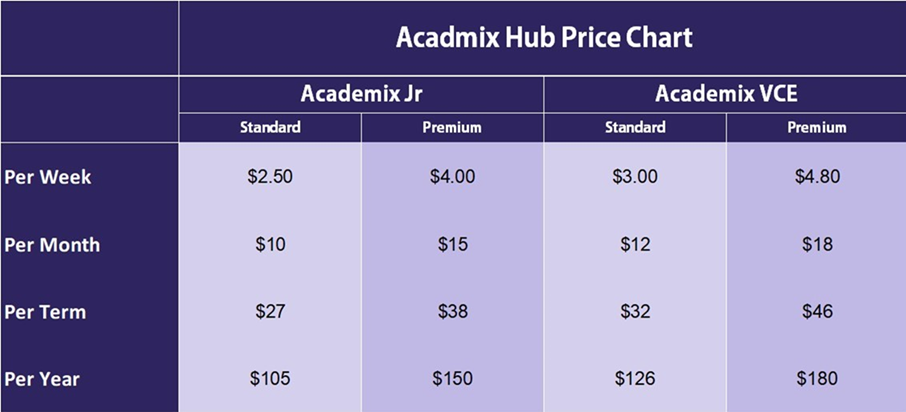 Acadmix Hub Price Chart
Academix Jr Academix VCE
Standard Premium Standard Premium
Per Week $2.50 $4.00 $3.00 $4.80
Per Month $10 $15 $12 $18
Per Term $27 $38 $32 $46
Per Year $105 $150 $126 $180